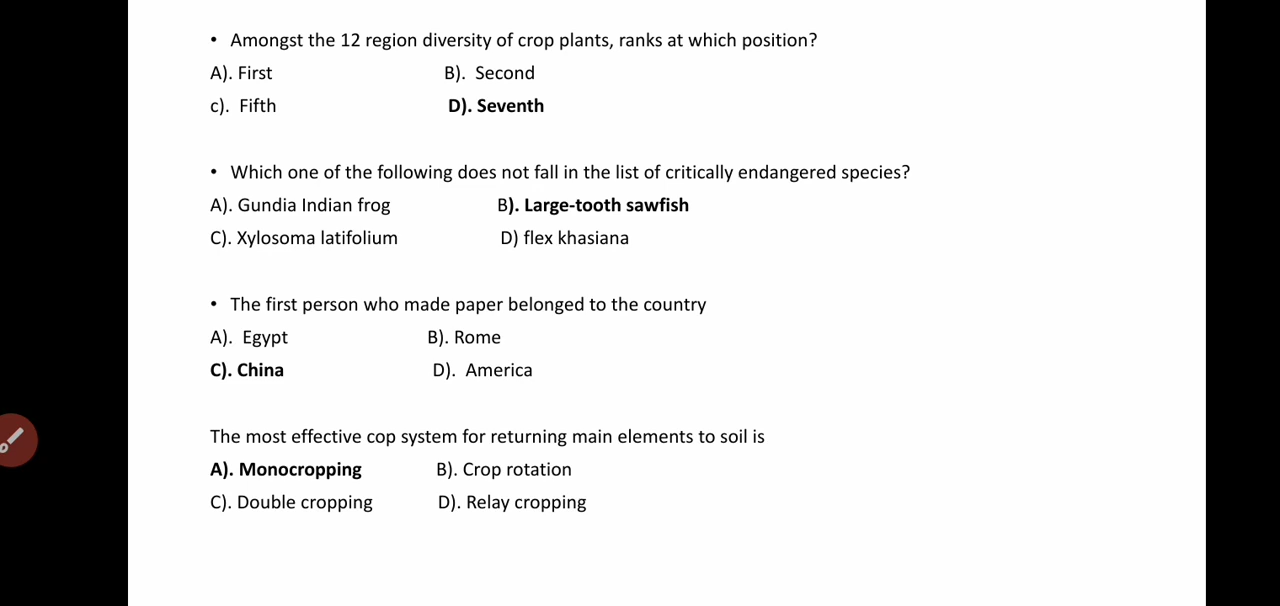 • Amongst the 12 region diversity of crop plants, ranks at which position?
A). First B). Second
c). Fifth D). Seventh
• Which one of the following does not fall in the list of critically endangered species?
A). Gundia Indian frog B). Large-tooth sawfish
C). Xylosoma latifolium D) flex khasiana
• The first person who made paper belonged to the country
A). Egypt B). Rome
C). China D). America
The most effective cop system for returning main elements to soil is
A). Monocropping B). Crop rotation
C). Double cropping D). Relay cropping